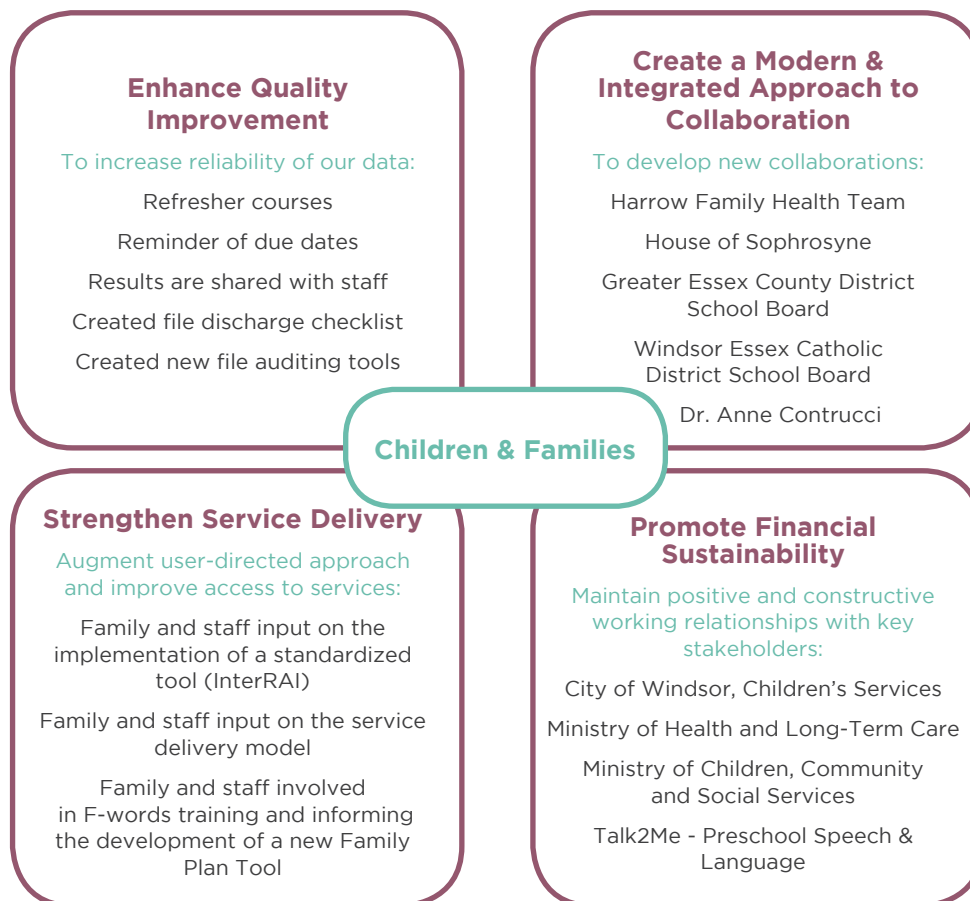 Enhance Quality
Improvement
To increase reliability of our data:
Refresher courses
Reminder of due dates
Results are shared with staff
Created file discharge checklist
Created new file auditing tools
Create a Modern &
Integrated Approach to
Collaboration
To develop new collaborations:
Harrow Family Health Team
House of Sophrosyne
Greater Essex County District
School Board
Windsor Essex Catholic
District School Board
Dr. Anne Contrucci
Children & Families
Strengthen Service Delivery
Augment user-directed approach
and improve access to services:
Family and staff input on the
implementation of a standardized
tool (InterRAI)
Family and staff input on the service
delivery model
Family and staff involved
in F-words training and informing
the development of a new Family
Plan Tool
Promote Financial
Sustainability
Maintain positive and constructive
working relationships with key
stakeholders:
City of Windsor, Children’s Services
Ministry of Health and Long-Term Care
Ministry of Children, Community
and Social Services
Talk2Me - Preschool Speech &
Language